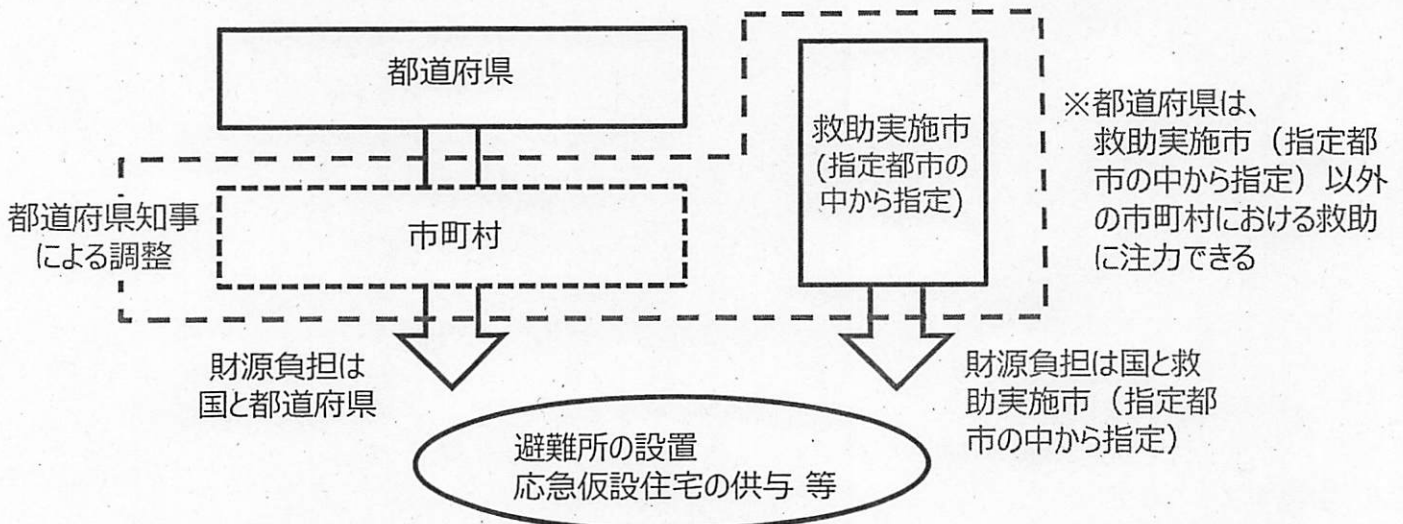 都道府県
救助実施市
(指定都市の
中から指定)
※都道府県は、
救助実施市（指定都
市の中から指定）以外
の市町村における救助
に注力できる
都道府県知事
による調整
市町村
財源負担は
国と都道府県
財源負担は国と救
助実施市（指定都
市の中から指定）
避難所の設置
応急仮設住宅の供与 等